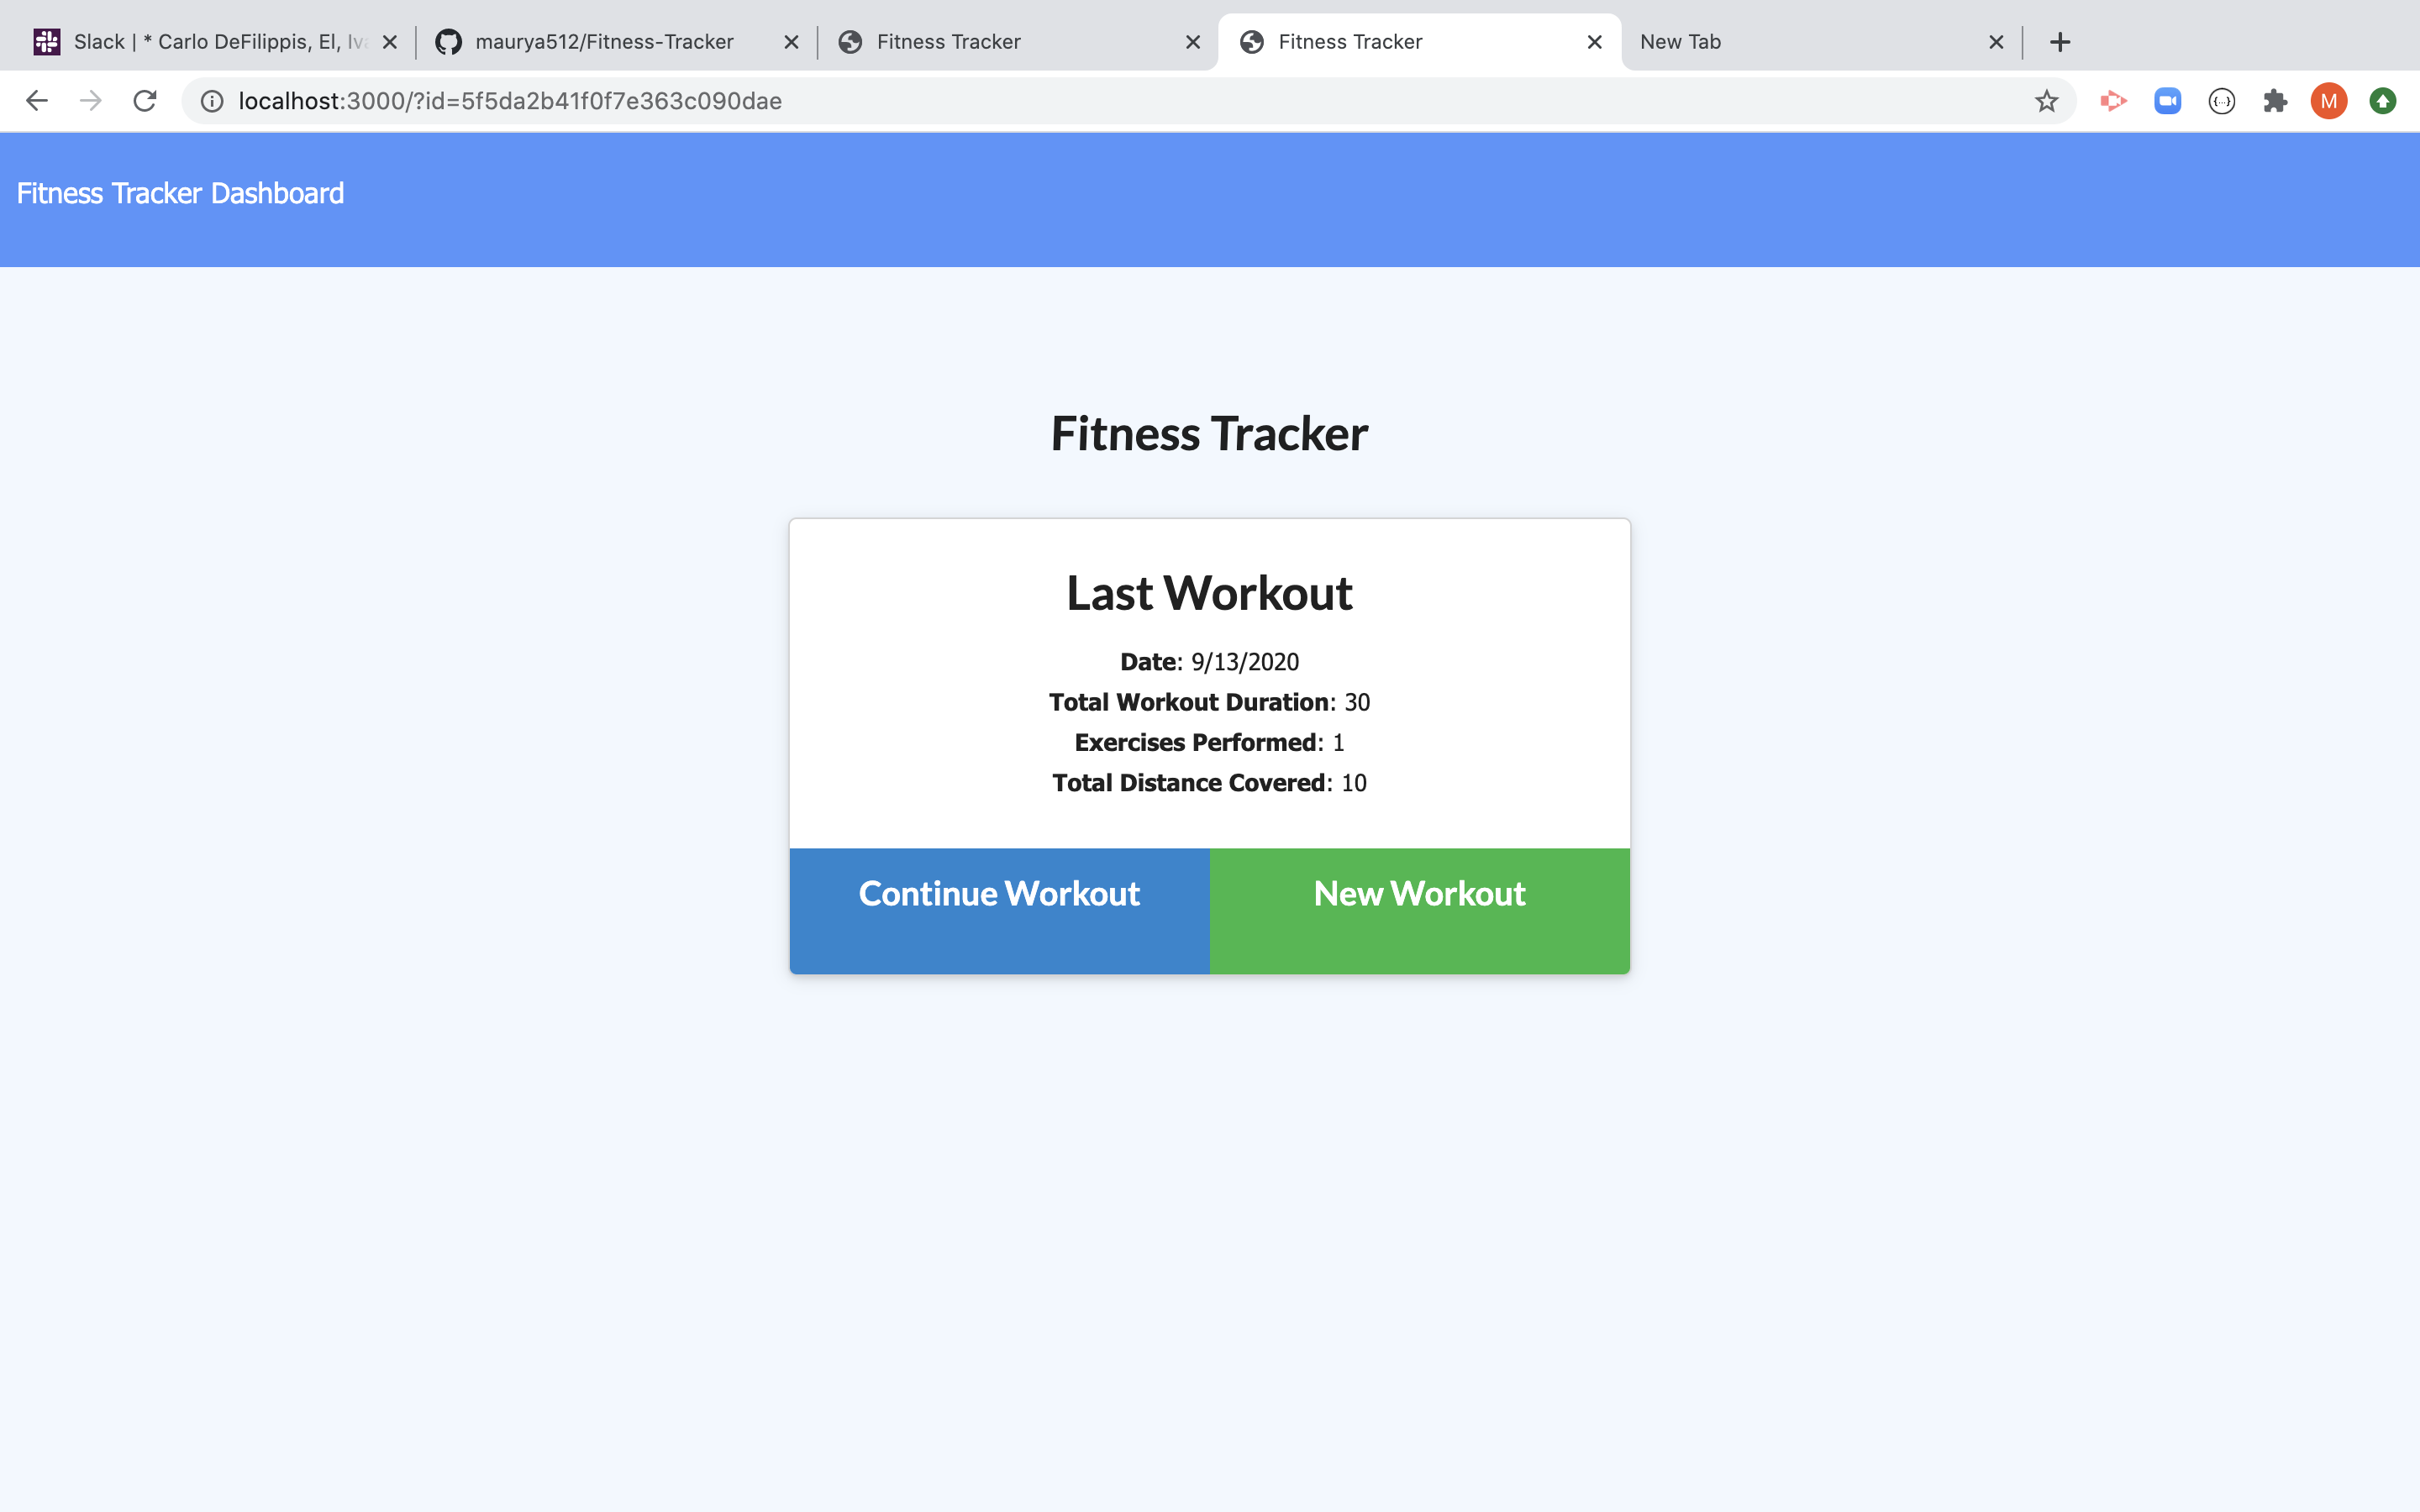 Slack | * Carlo DeFilippis, El, Iva
maurya512/Fitness-Tracker
Fitness Tracker
Fitness Tracker
New Tab
localhost:3000/?id=5f5da2b41f0f7e363c090dae
M
Fitness Tracker Dashboard
Fitness Tracker
Last Workout
Date: 9/13/2020
Total Workout Duration: 30
Exercises Performed: 1
Total Distance Covered: 10
Continue Workout
New Workout